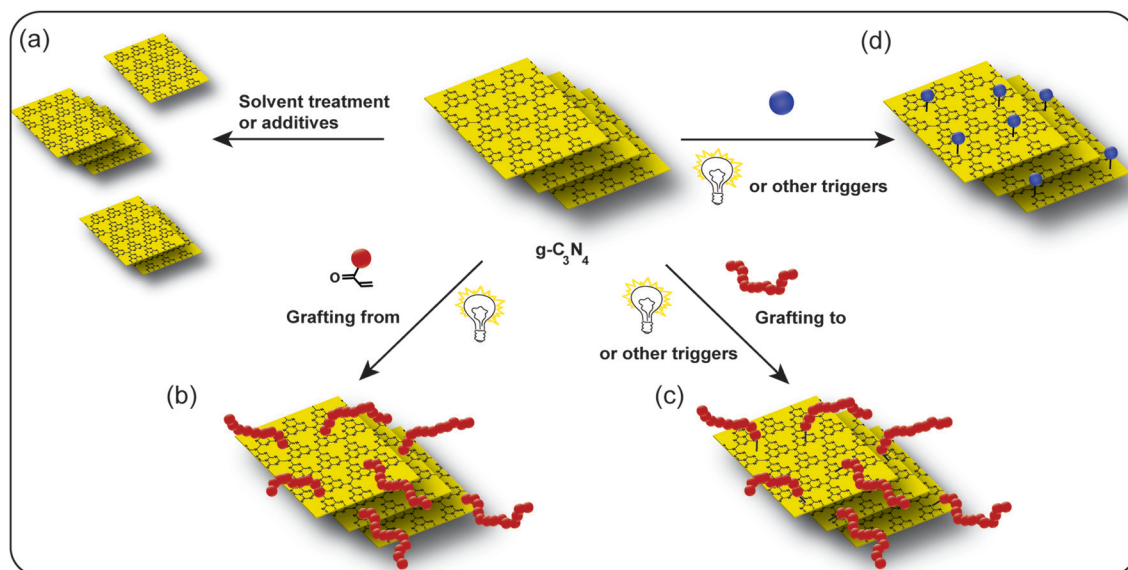 (a)
Solvent treatment
or additives
(d)
or other triggers
g-C₃N₄
O
Grafting from
Grafting to
or other triggers
(b)
(c)